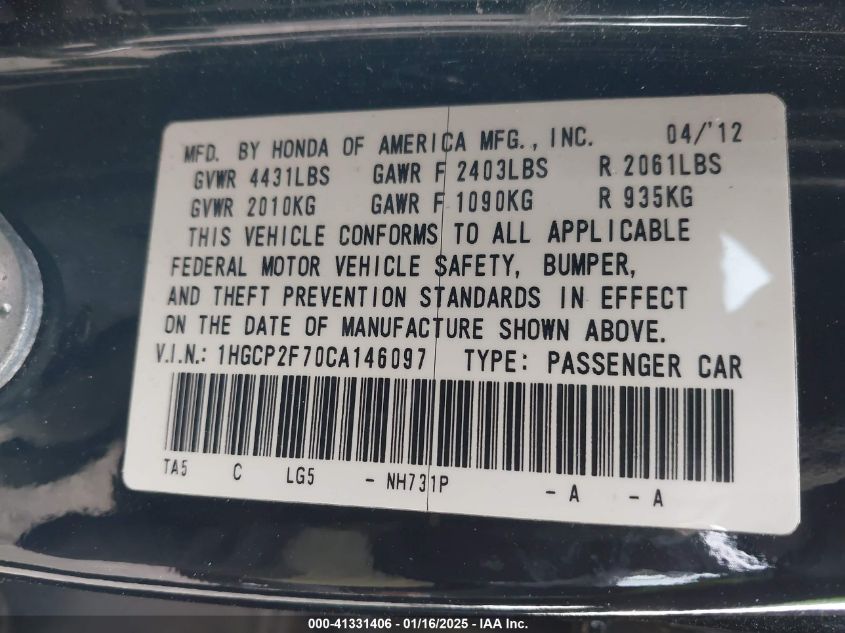 MFD. BY HONDA OF AMERICA MFG., INC. 04/'12
GVWR 4431LBS GAWR F 2403LBS R 2061LBS
GVWR 2010KG GAWR F 1090KG R 935KG
THIS VEHICLE CONFORMS TO ALL APPLICABLE
FEDERAL MOTOR VEHICLE SAFETY, BUMPER,
AND THEFT PREVENTION STANDARDS IN EFFECT
ON THE DATE OF MANUFACTURE SHOWN ABOVE.
V.I.N.: 1HGCP2F70CA146097 TYPE: PASSENGER CAR
TA5 C LG5 - NH731P - A - A
000-41331406 - 01/16/2025 - IAA Inc.